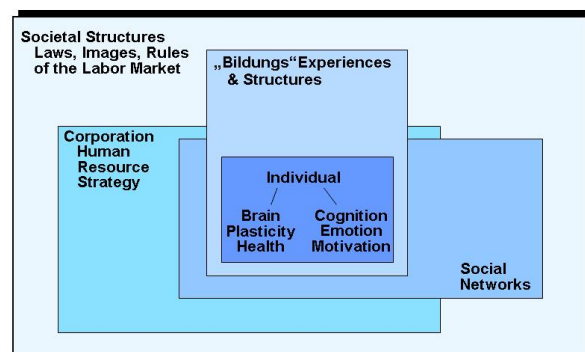 Societal Structures
Laws, Images, Rules
of the Labor Market
„Bildungs“Experiences
& Structures
Corporation
Human
Resource
Strategy
Individual
Brain
Plasticity
Health
Cognition
Emotion
Motivation
Social
Networks